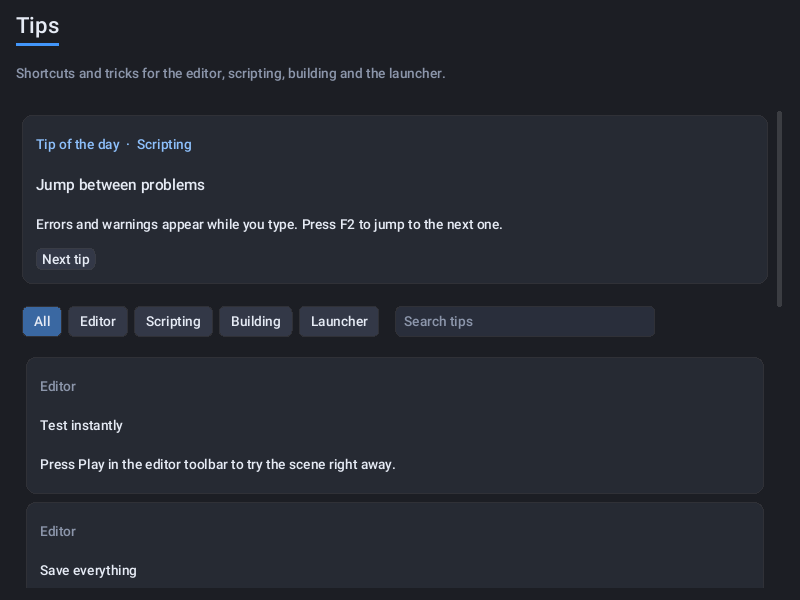 Tips
Shortcuts and tricks for the editor, scripting, building and the launcher.
Tip of the day · Scripting
Jump between problems
Errors and warnings appear while you type. Press F2 to jump to the next one.
Next tip
All Editor Scripting Building Launcher Search tips
Editor
Test instantly
Press Play in the editor toolbar to try the scene right away.
Editor
Save everything